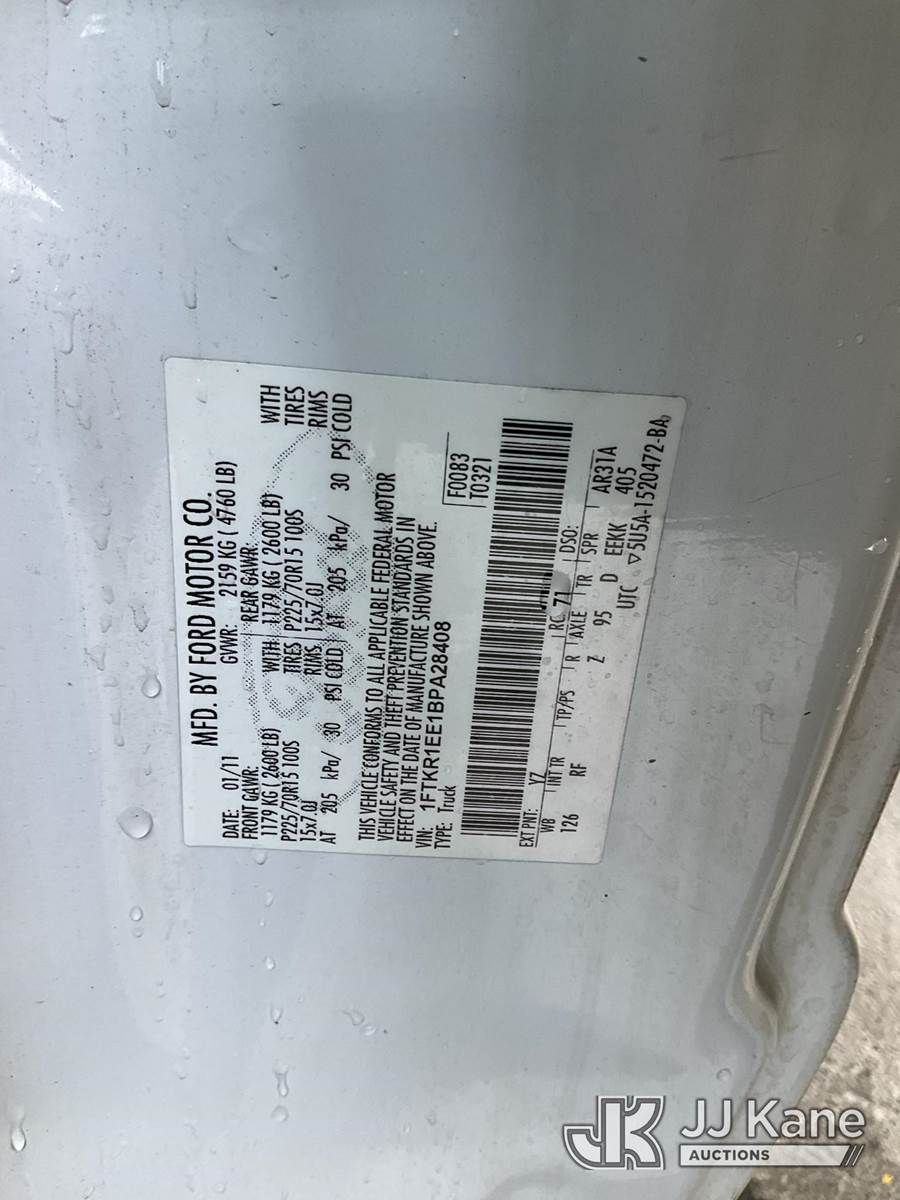 MFD. BY FORD MOTOR CO.
DATE: 01/11 GVWR: 2159 KG ( 4760 LB)
FRONT GAWR: REAR GAWR: WITH
1179 KG ( 2600 LB) WITH 1179 KG ( 2600 LB) TIRES
P225/70R15 100S TIRES P225/70R15 100S RIMS
15x7.0J RIMS 15x7.0J
AT 205 kPa/ 30 PSI COLD AT 205 kPa/ 30 PSI COLD
THIS VEHICLE CONFORMS TO ALL APPLICABLE FEDERAL MOTOR
VEHICLE SAFETY AND THEFT PREVENTION STANDARDS IN
EFFECT ON THE DATE OF MANUFACTURE SHOWN ABOVE.
VIN: 1FTKR1EE1BPA28408 F0083
TYPE: Truck T0321
EXT PNT: YZ RC: 71 DSO:
WB INT TR TP/PS R AXLE TR SPR AR31A
126 RF Z 95 D EEKK 405
UTC ▽5U5A-1520472-BA
JK JJ Kane
AUCTIONS